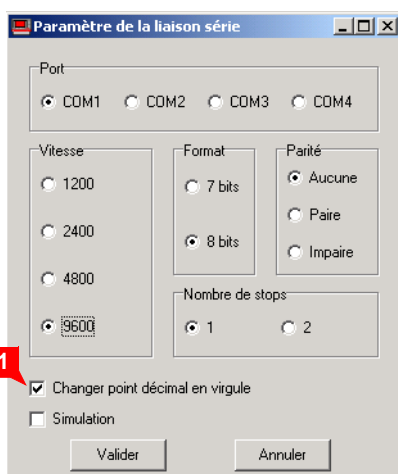 Paramètre de la liaison série
Port
COM1 COM2 COM3 COM4
Vitesse
1200
2400
4800
9600
Format
7 bits
8 bits
Parité
Aucune
Paire
Impaire
Nombre de stops
1 2
1
Changer point décimal en virgule
Simulation
Valider Annuler